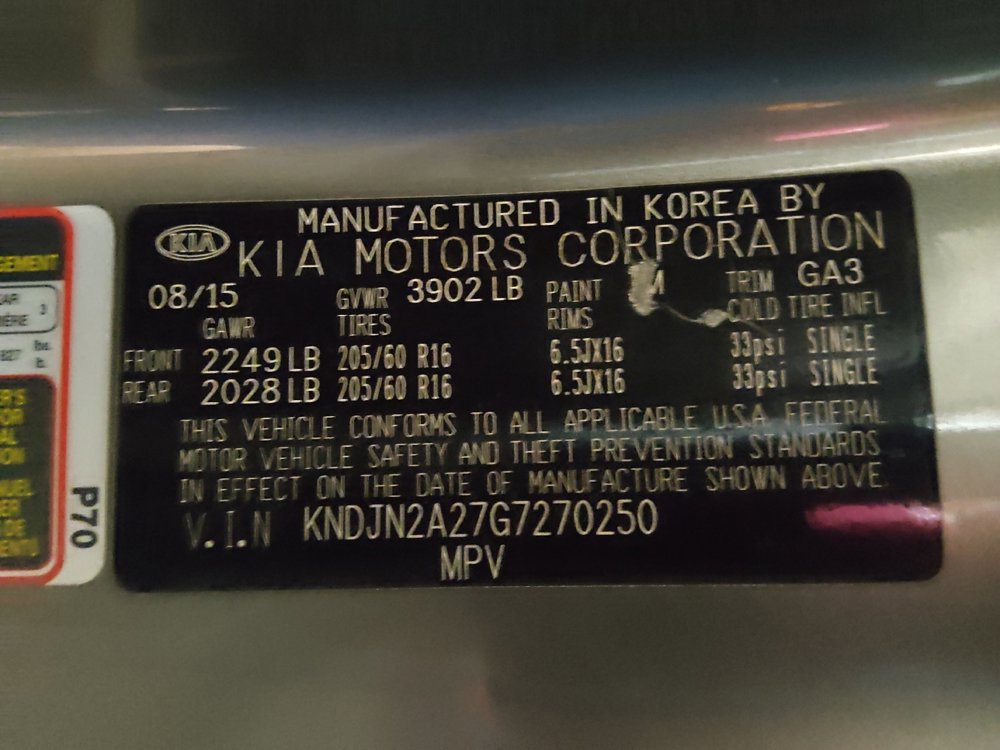 KIA
MANUFACTURED IN KOREA BY
KIA MOTORS CORPORATION
08/15 GVWR 3902 LB PAINT TRIM GA3
GAWR TIRES RIMS COLD TIRE INFL
FRONT 2249 LB 205/60 R16 6.5JX16 33psi SINGLE
REAR 2028 LB 205/60 R16 6.5JX16 33psi SINGLE
THIS VEHICLE CONFORMS TO ALL APPLICABLE U.S.A. FEDERAL
MOTOR VEHICLE SAFETY AND THEFT PREVENTION STANDARDS
IN EFFECT ON THE DATE OF MANUFACTURE SHOWN ABOVE.
V.I.N KNDJN2A27G7270250
MPV
P70